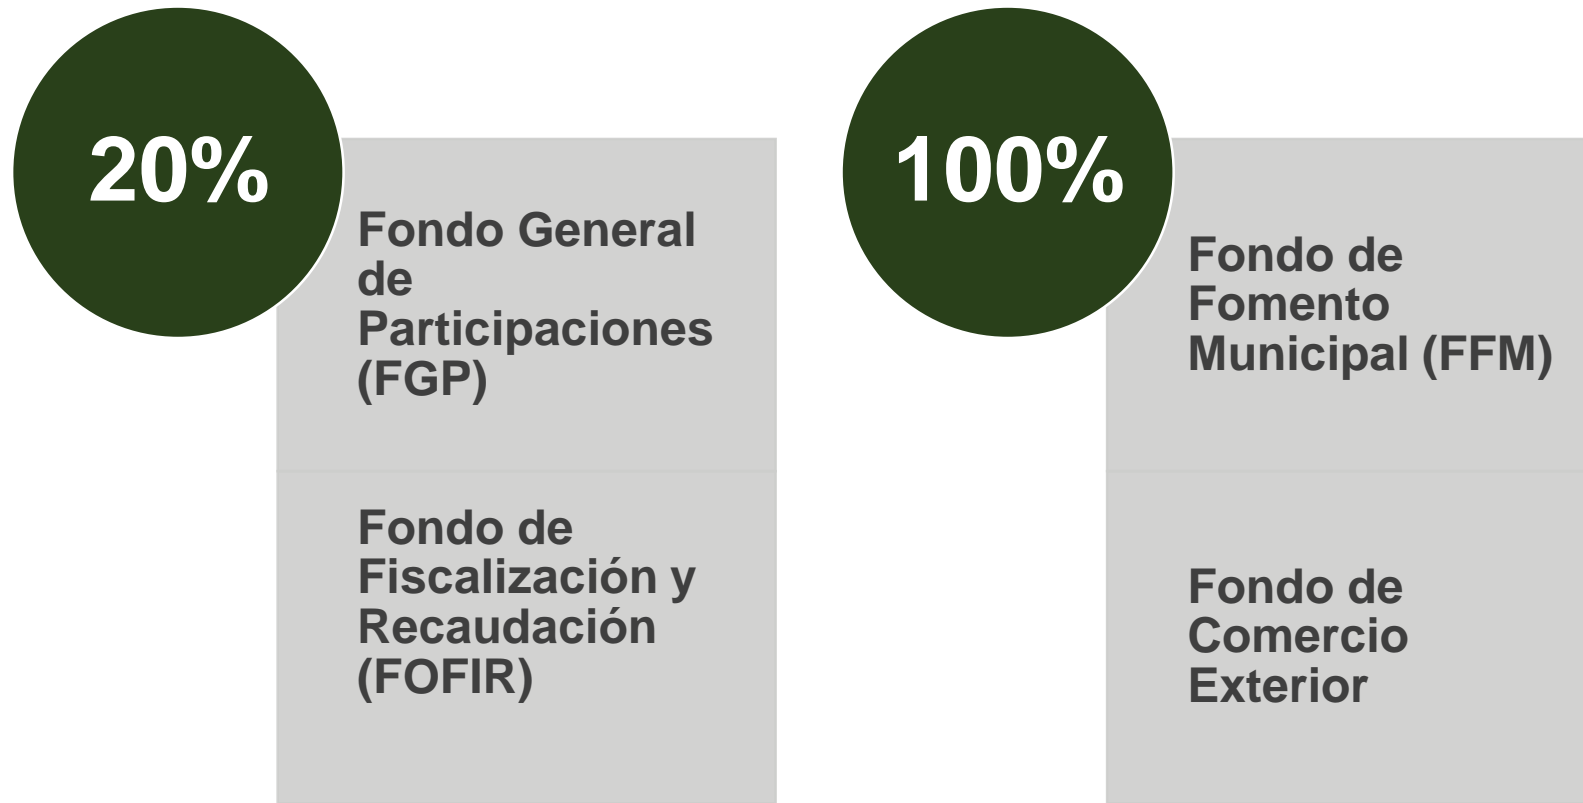 20%
Fondo General
de
Participaciones
(FGP)
Fondo de
Fiscalización y
Recaudación
(FOFIR)
100%
Fondo de
Fomento
Municipal (FFM)
Fondo de
Comercio
Exterior